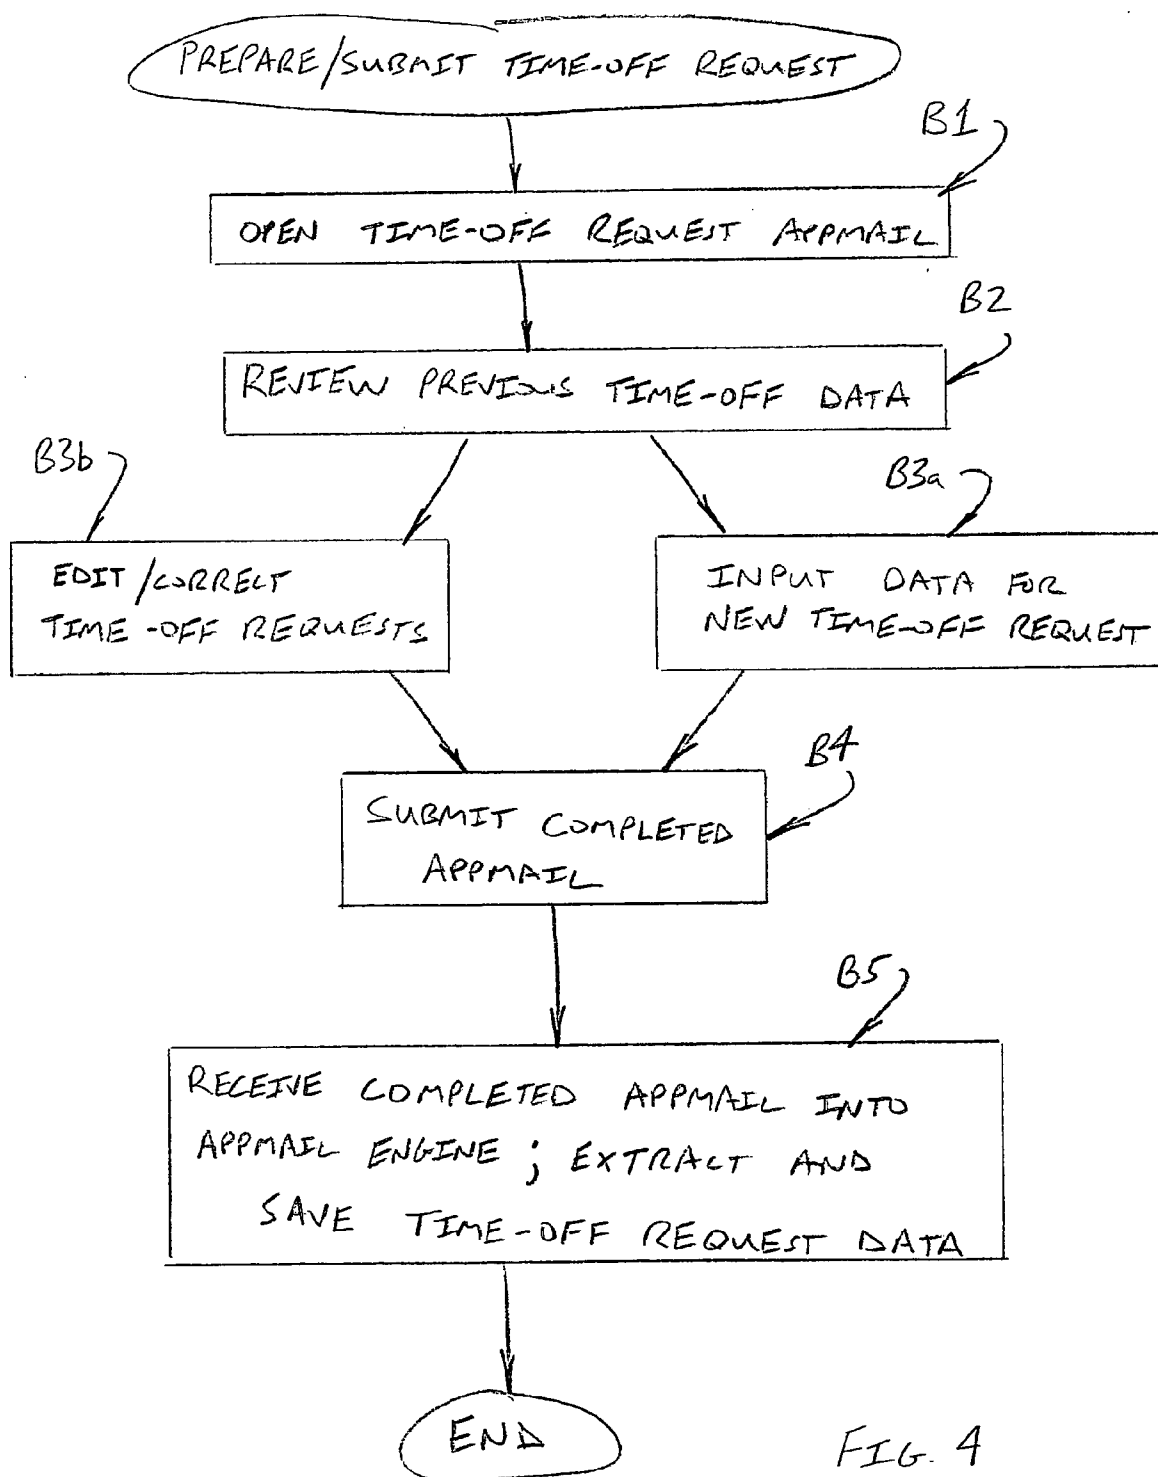 PREPARE/SUBMIT TIME-OFF REQUEST
B1
OPEN TIME-OFF REQUEST APPMAIL
B2
REVIEW PREVIOUS TIME-OFF DATA
B3b
B3a
EDIT/CORRECT
TIME-OFF REQUESTS
INPUT DATA FOR
NEW TIME-OFF REQUEST
B4
SUBMIT COMPLETED
APPMAIL
B5
RECEIVE COMPLETED APPMAIL INTO
APPMAIL ENGINE; EXTRACT AND
SAVE TIME-OFF REQUEST DATA
END
FIG. 4